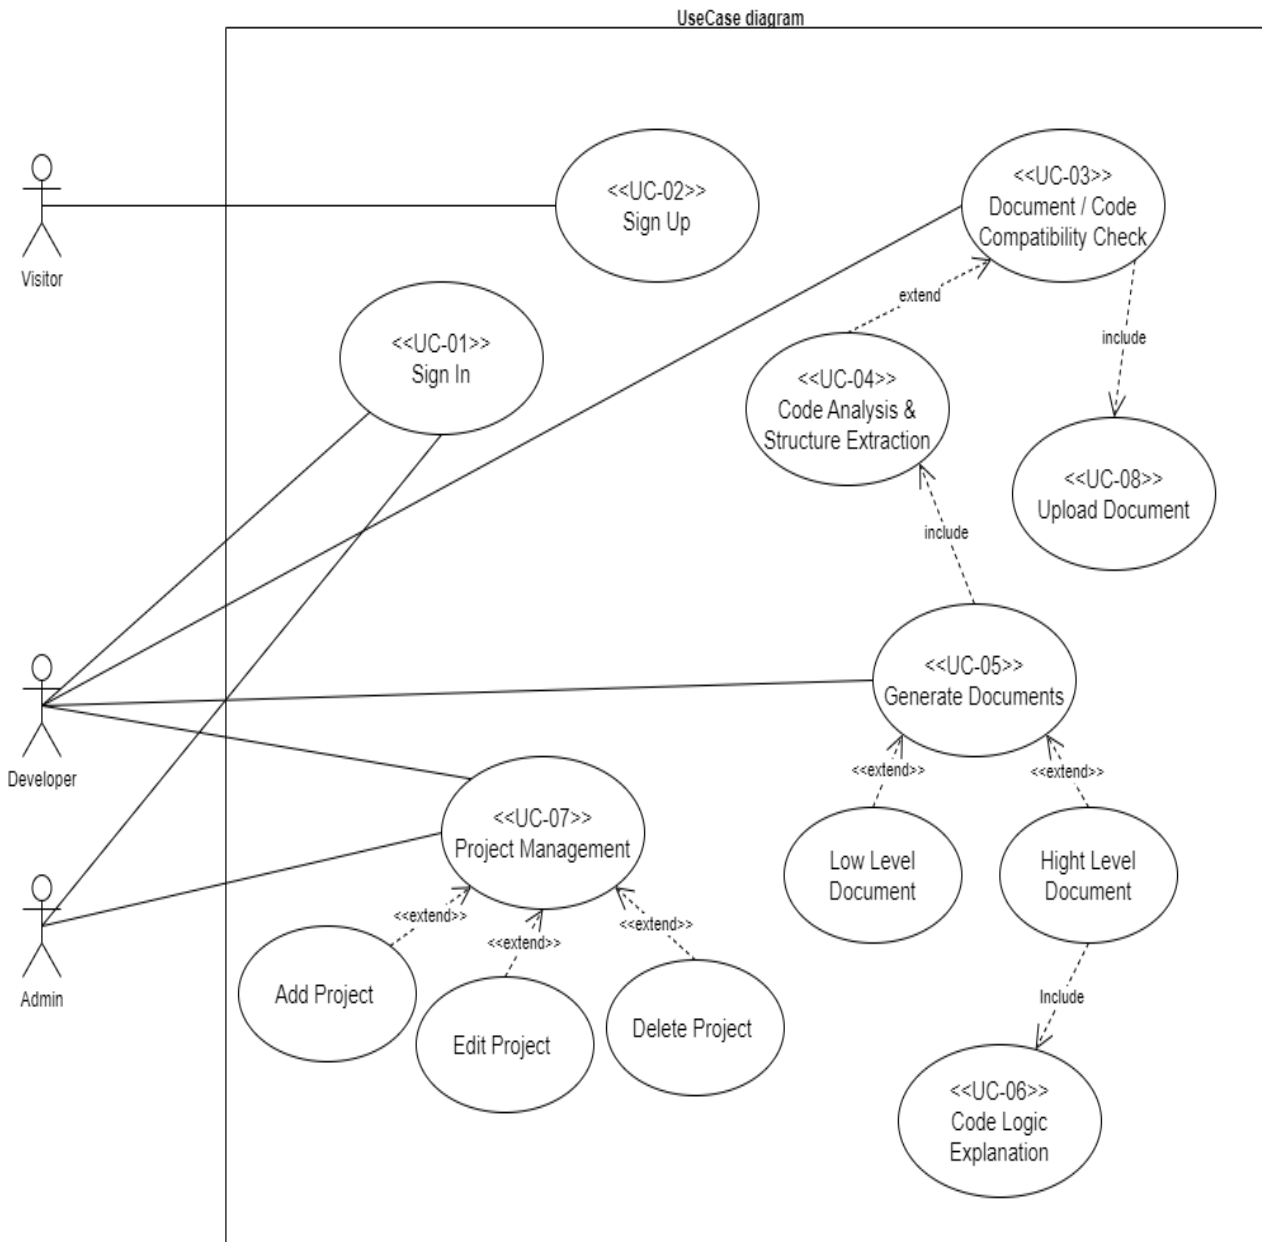 UseCase diagram
<<UC-02>>
Sign Up
<<UC-03>>
Document / Code
Compatibility Check
Visitor
extend
<<UC-01>>
Sign In
include
<<UC-04>>
Code Analysis &
Structure Extraction
<<UC-08>>
Upload Document
include
<<UC-05>>
Generate Documents
Developer
<<extend>>
<<extend>>
<<UC-07>>
Project Management
Low Level
Document
Hight Level
Document
<<extend>>
<<extend>>
<<extend>>
Admin
Add Project
Edit Project
Delete Project
Include
<<UC-06>>
Code Logic
Explanation